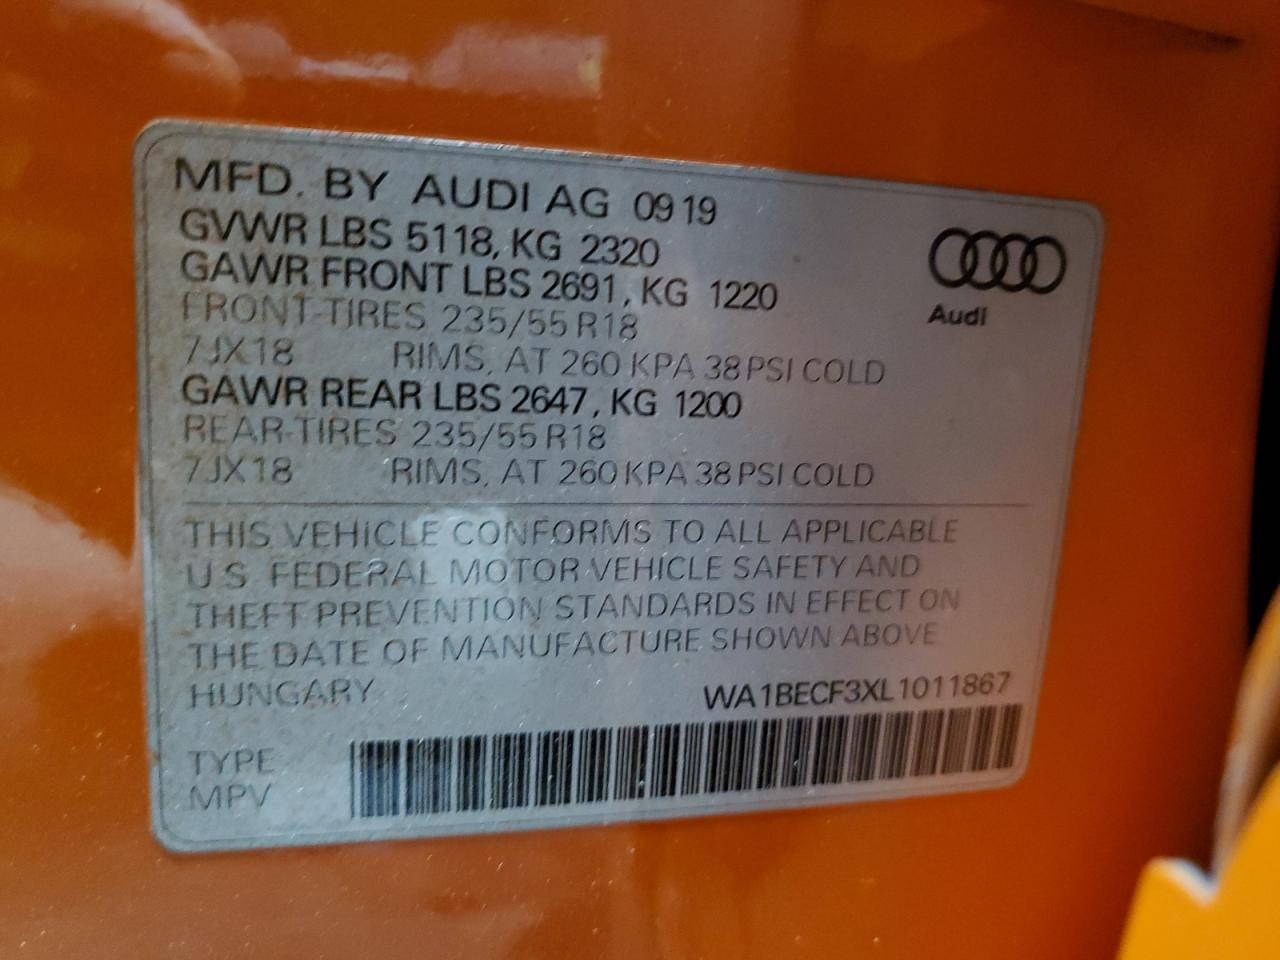 MFD. BY AUDI AG 09 19
GVWR LBS 5118, KG 2320
GAWR FRONT LBS 2691, KG 1220
FRONT-TIRES 235/55 R18
7JX18 RIMS, AT 260 KPA 38 PSI COLD
GAWR REAR LBS 2647, KG 1200
REAR-TIRES 235/55 R18
7JX18 RIMS, AT 260 KPA 38 PSI COLD
Audi
THIS VEHICLE CONFORMS TO ALL APPLICABLE
U.S. FEDERAL MOTOR VEHICLE SAFETY AND
THEFT PREVENTION STANDARDS IN EFFECT ON
THE DATE OF MANUFACTURE SHOWN ABOVE
HUNGARY WA1BECF3XL1011867
TYPE
MPV